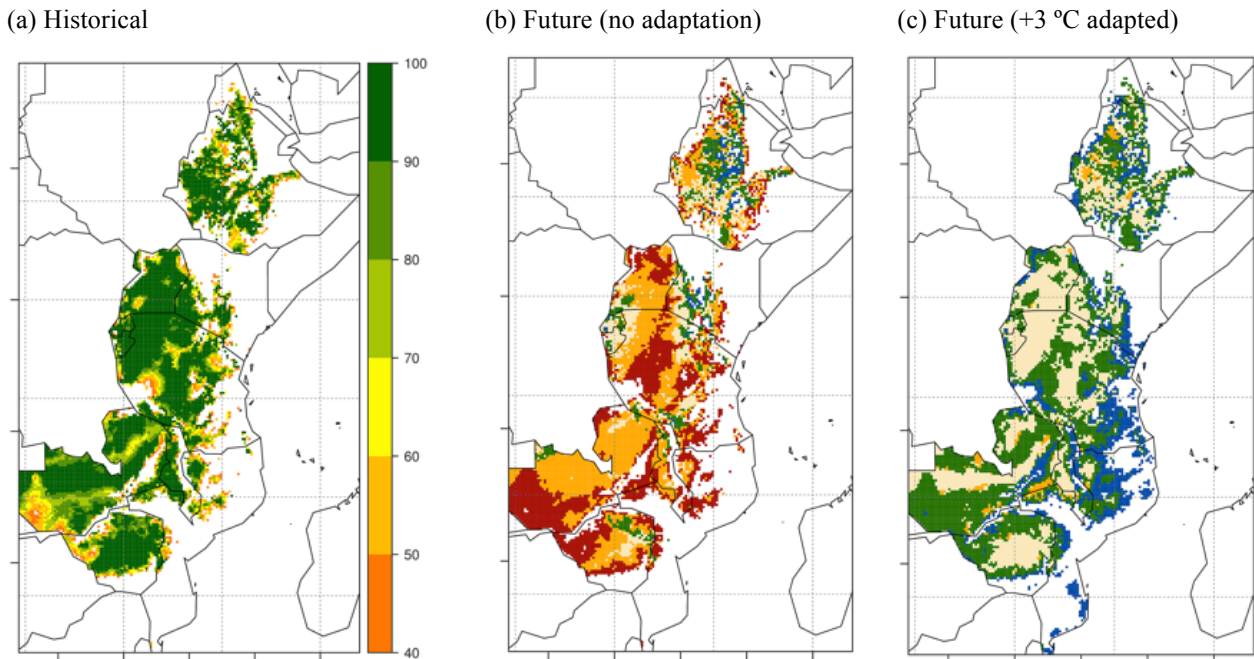 (a) Historical
(b) Future (no adaptation)
(c) Future (+3 ºC adapted)
100
90
80
70
60
50
40